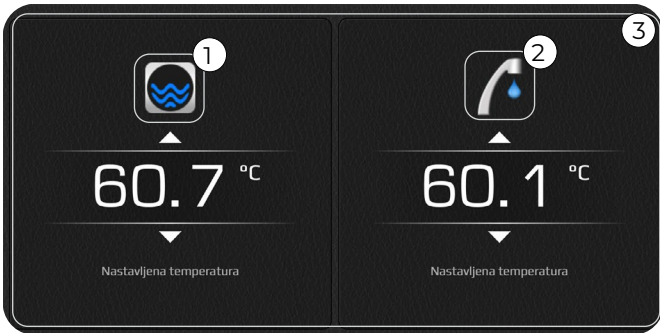 1
2
3
60.7 °C
60.1 °C
Nastavljena temperatura
Nastavljena temperatura